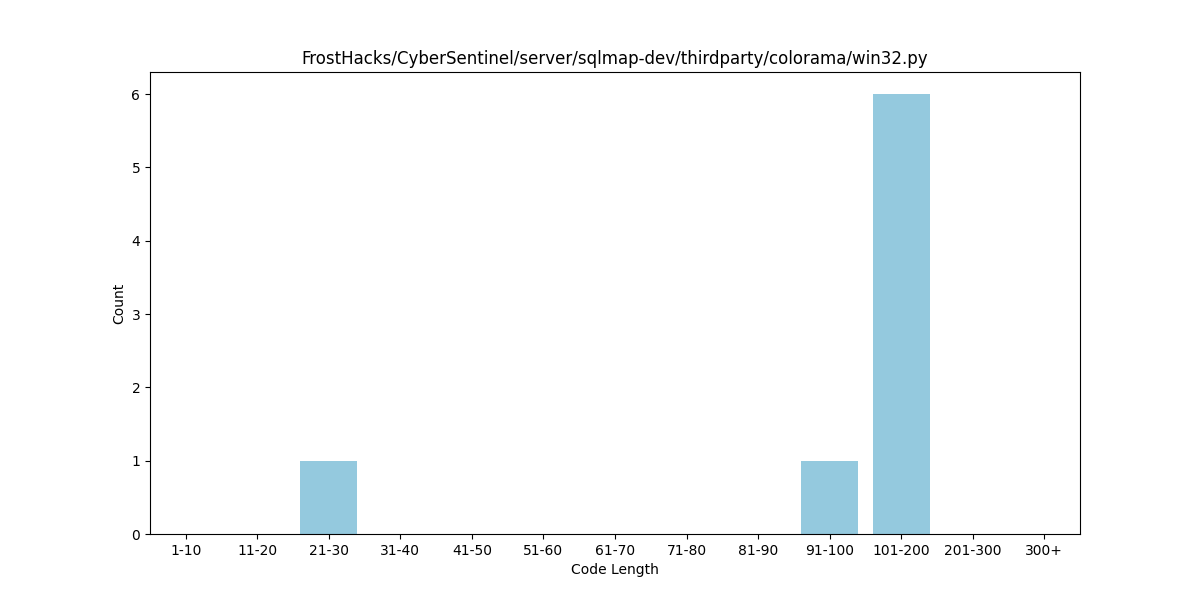 FrostHacks/CyberSentinel/server/sqlmap-dev/thirdparty/colorama/win32.py
6
5
4
3
2
1
0
Count
1-10 11-20 21-30 31-40 41-50 51-60 61-70 71-80 81-90 91-100 101-200 201-300 300+
Code Length